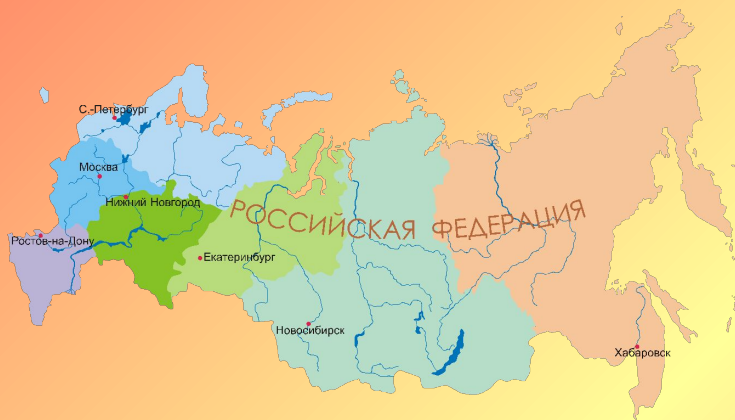 С.-Петербург
Москва
Нижний Новгород
РОССИЙСКАЯ ФЕДЕРАЦИЯ
Ростов-на-Дону
Екатеринбург
Новосибирск
Хабаровск